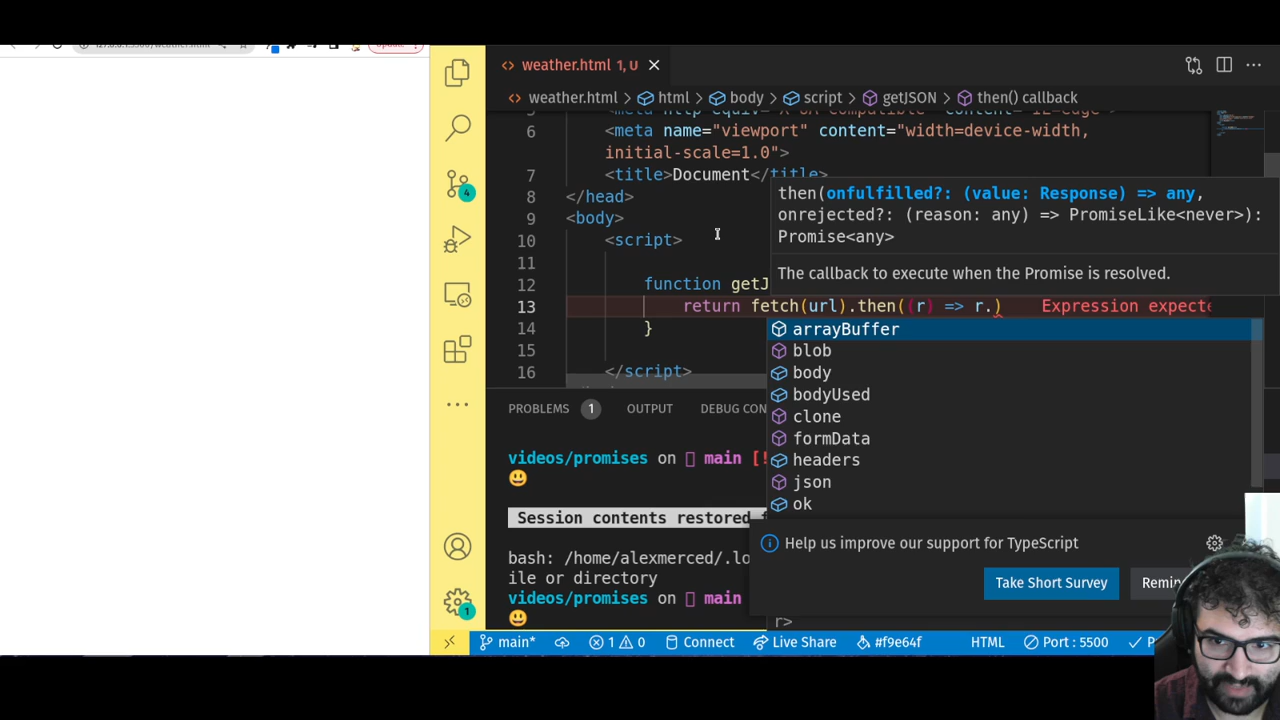 weather.html 1, U
weather.html > html > body > script > getJSON > then() callback
6 <meta name="viewport" content="width=device-width,
initial-scale=1.0">
7 <title>Document</title>
8 </head>
9 <body>
10 <script>
11
12 function getJ
13 return fetch(url).then((r) => r.) Expression expecte
14 }
15
16 </script>
then(onfulfilled?: (value: Response) => any,
onrejected?: (reason: any) => PromiseLike<never>):
Promise<any>
The callback to execute when the Promise is resolved.
arrayBuffer
blob
body
bodyUsed
clone
formData
headers
json
ok
PROBLEMS 1 OUTPUT DEBUG CON
videos/promises on main [!
Session contents restored
bash: /home/alexmerced/.lo
ile or directory
videos/promises on main
Help us improve our support for TypeScript
Take Short Survey Remin
r>
4
1
main* 1 0 Connect Live Share #f9e64f HTML Port : 5500